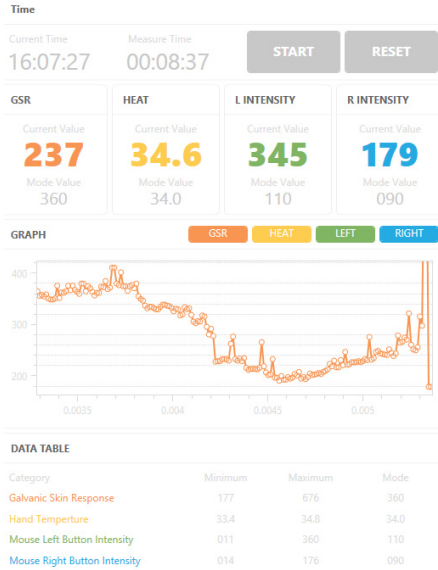 Time
Current Time Measure Time
16:07:27 00:08:37 START RESET
GSR HEAT L INTENSITY R INTENSITY
Current Value Current Value Current Value Current Value
237 34.6 345 179
Mode Value Mode Value Mode Value Mode Value
360 34.0 110 090
GRAPH GSR HEAT LEFT RIGHT
400
300
200
0.0035 0.004 0.0045 0.005
DATA TABLE
Category Minimum Maximum Mode
Galvanic Skin Response 177 676 360
Hand Temperture 33.4 34.8 34.0
Mouse Left Button Intensity 011 360 110
Mouse Right Button Intensity 014 176 090